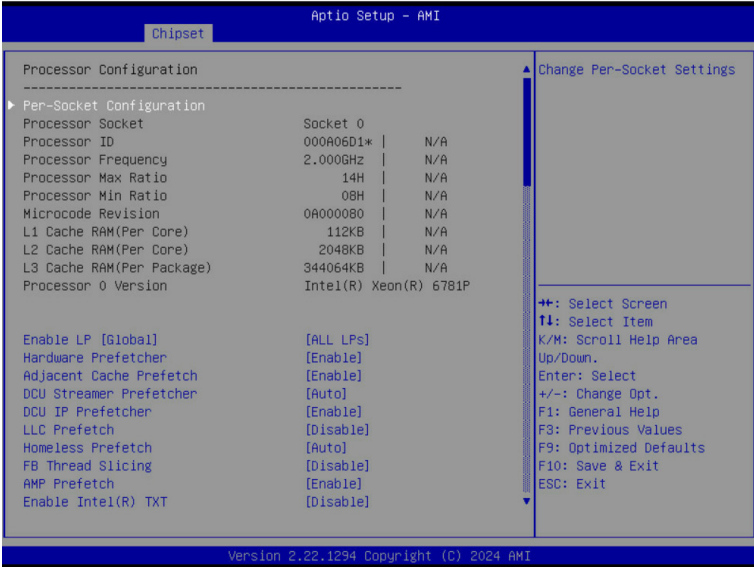 Aptio Setup – AMI
Chipset
Processor Configuration
--------------------------------------------------
Per-Socket Configuration
Processor Socket Socket 0
Processor ID 000A06D1* | N/A
Processor Frequency 2.000GHz | N/A
Processor Max Ratio 14H | N/A
Processor Min Ratio 08H | N/A
Microcode Revision 0A000080 | N/A
L1 Cache RAM(Per Core) 112KB | N/A
L2 Cache RAM(Per Core) 2048KB | N/A
L3 Cache RAM(Per Package) 344064KB | N/A
Processor 0 Version Intel(R) Xeon(R) 6781P
Enable LP [Global] [ALL LPs]
Hardware Prefetcher [Enable]
Adjacent Cache Prefetch [Enable]
DCU Streamer Prefetcher [Auto]
DCU IP Prefetcher [Enable]
LLC Prefetch [Disable]
Homeless Prefetch [Auto]
FB Thread Slicing [Disable]
AMP Prefetch [Enable]
Enable Intel(R) TXT [Disable]
Change Per-Socket Settings
→←: Select Screen
↑↓: Select Item
K/M: Scroll Help Area
Up/Down.
Enter: Select
+/-: Change Opt.
F1: General Help
F3: Previous Values
F9: Optimized Defaults
F10: Save & Exit
ESC: Exit
Version 2.22.1294 Copyright (C) 2024 AMI